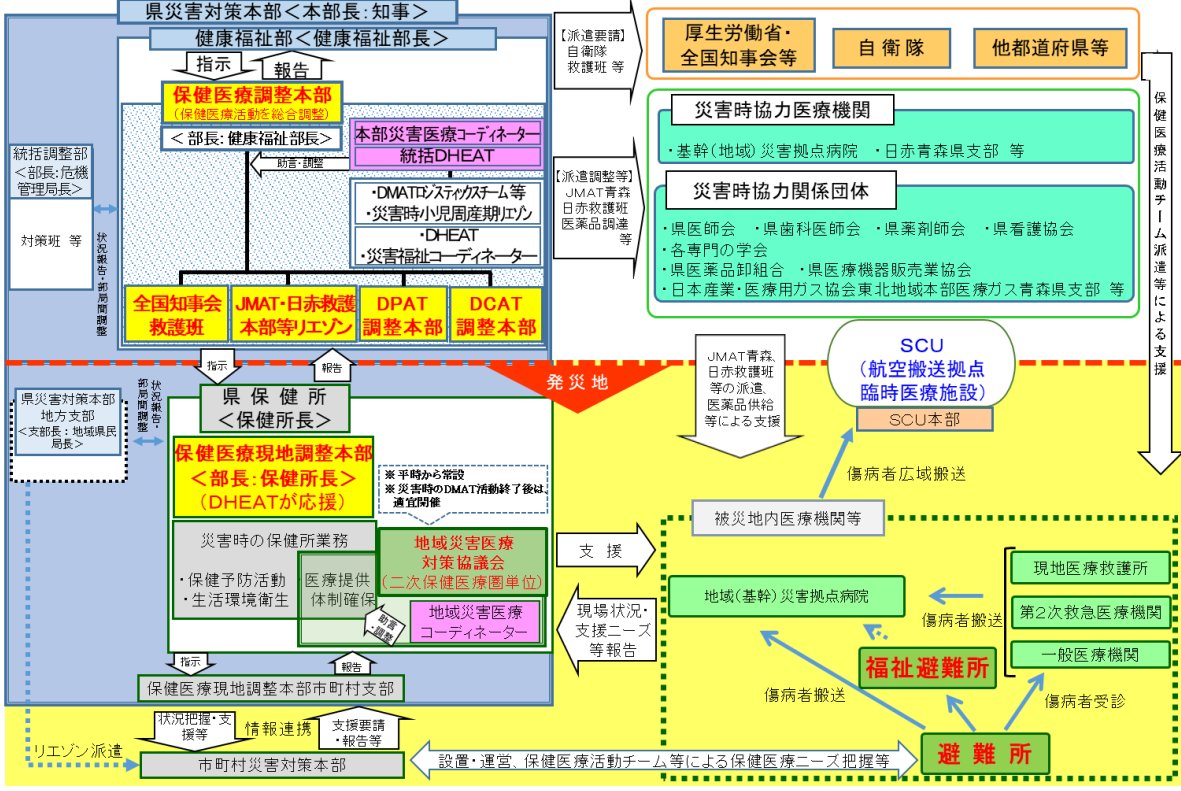 県災害対策本部＜本部長：知事＞
健康福祉部＜健康福祉部長＞
指示
報告
保健医療調整本部
（保健医療活動を総合調整）
＜部長：健康福祉部長＞
本部災害医療コーディネーター
統括DHEAT
助言・調整
・DMATロジスティックスチーム等
・災害時小児周産期リエゾン
・DHEAT
・災害福祉コーディネーター
統括調整部
＜部長：危機
管理局長＞
対策班 等
状況報告・部局間調整
全国知事会
救護班
JMAT・日赤救護
本部等リエゾン
DPAT
調整本部
DCAT
調整本部
【派遣要請】
自衛隊
救護班 等
厚生労働省・
全国知事会等
自 衛 隊
他都道府県等
【派遣調整等】
JMAT青森
日赤救護班
医薬品調達
等
災害時協力医療機関
・基幹（地域）災害拠点病院 ・日赤青森県支部 等
災害時協力関係団体
・県医師会 ・県歯科医師会 ・県薬剤師会 ・県看護協会
・各専門の学会
・県医薬品卸組合 ・県医療機器販売業協会
・日本産業・医療用ガス協会東北地域本部医療ガス青森県支部 等
保健医療活動チーム派遣等による支援
指示
報告
発災地
JMAT青森、
日赤救護班
等の派遣、
医薬品供給
等による支援
SCU
（航空搬送拠点
臨時医療施設）
SCU本部
県災害対策本部
地方支部
＜支部長：地域県民
局長＞
状況報告・
部局間調整
県 保 健 所
＜保健所長＞
保健医療現地調整本部
＜部長：保健所長＞
（DHEATが応援）
※平時から常設
※災害時のDMAT活動終了後は、
適宜開催
災害時の保健所業務
・保健予防活動
・生活環境衛生
医療提供
体制確保
地域災害医療
対策協議会
（二次保健医療圏単位）
地域災害医療
コーディネーター
助言
・調整
支 援
現場状況・
支援ニーズ
等報告
傷病者広域搬送
被災地内医療機関等
地域（基幹）災害拠点病院
傷病者搬送
現地医療救護所
第2次救急医療機関
一般医療機関
福祉避難所
傷病者搬送
傷病者受診
避 難 所
指示
報告
保健医療現地調整本部市町村支部
状況把握・支
援等
情報連携
支援要請
・報告等
リエゾン派遣
市町村災害対策本部
設置・運営、保健医療活動チーム等による保健医療ニーズ把握等